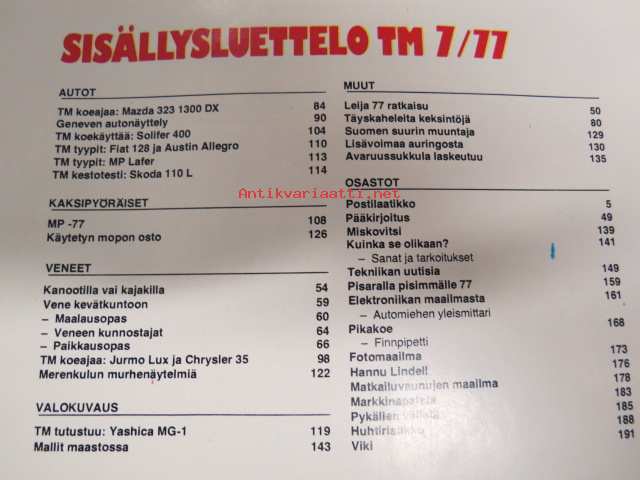 SISÄLLYSLUETTELO TM 7/77
AUTOT
TM koeajaa: Mazda 323 1300 DX 84
Geneven autonäyttely 90
TM koekäyttää: Solifer 400 104
TM tyypit: Fiat 128 ja Austin Allegro 110
TM tyypit: MP Lafer 113
TM kestotesti: Skoda 110 L 114
KAKSIPYÖRÄISET
MP -77 108
Käytetyn mopon osto 126
VENEET
Kanootilla vai kajakilla 54
Vene kevätkuntoon 59
– Maalausopas 60
– Veneen kunnostajat 64
– Paikkausopas 66
TM koeajaa: Jurmo Lux ja Chrysler 35 98
Merenkulun murhenäytelmiä 122
VALOKUVAUS
TM tutustuu: Yashica MG-1 119
Mallit maastossa 143
MUUT
Leija 77 ratkaisu 50
Täyskaheleita keksintöjä 80
Suomen suurin muuntaja 129
Lisävoimaa auringosta 130
Avaruussukkula laskeutuu 135
OSASTOT
Postilaatikko 5
Pääkirjoitus 49
Miskovitsi 139
Kuinka se olikaan? 141
– Sanat ja tarkoitukset
Tekniikan uutisia 149
Pisaralla pisimmälle 77 159
Elektroniikan maailmasta 161
– Automiehen yleismittari
Pikakoe 168
– Finnpipetti
Fotomaailma 173
Hannu Lindell 176
Matkailuvaunujen maailma 178
Markkinapalsta 183
Pykälien välistä 185
Huhtiristikko 188
Viki 191
Antikvariaatti.net